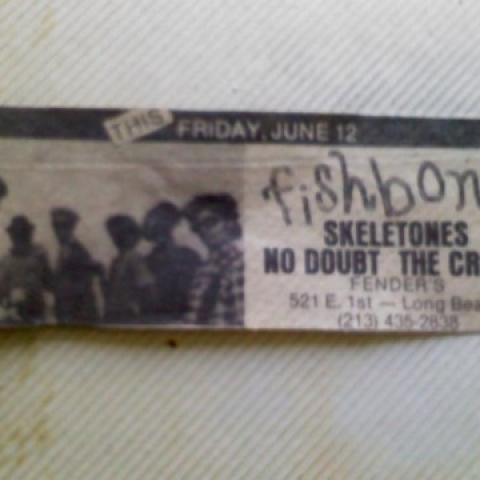 THIS FRIDAY, JUNE 12
fishbon
SKELETONES
NO DOUBT THE CR
FENDER'S
521 E. 1st — Long Bea
(213) 435-2838